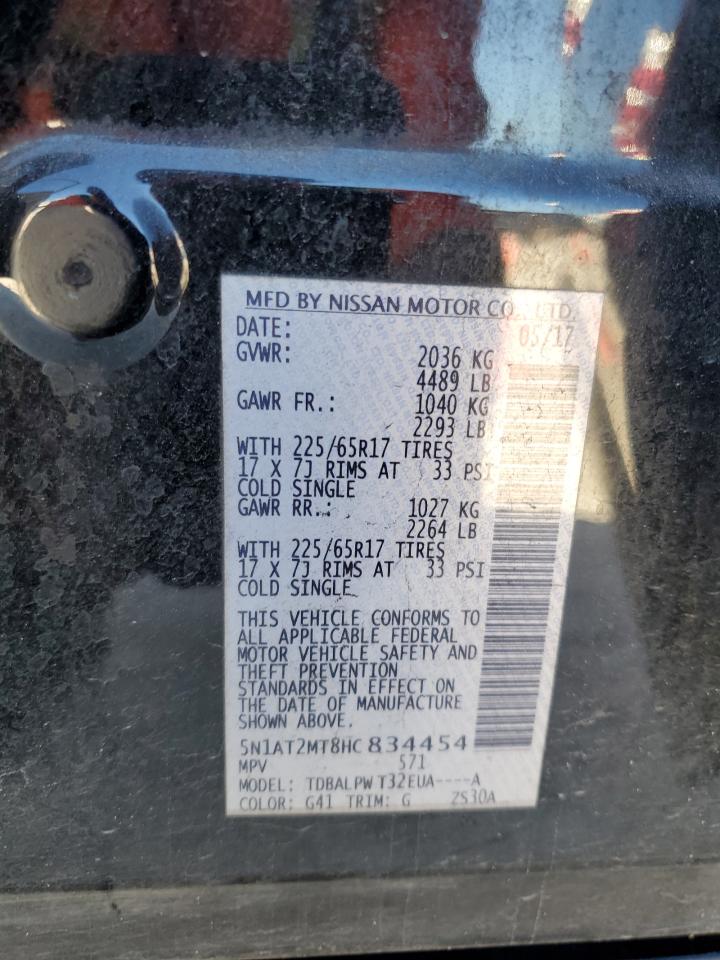 MFD BY NISSAN MOTOR CO., LTD.
DATE: 05/17
GVWR: 2036 KG
4489 LB
GAWR FR.: 1040 KG
2293 LB
WITH 225/65R17 TIRES
17 X 7J RIMS AT 33 PSI
COLD SINGLE
GAWR RR.: 1027 KG
2264 LB
WITH 225/65R17 TIRES
17 X 7J RIMS AT 33 PSI
COLD SINGLE
THIS VEHICLE CONFORMS TO
ALL APPLICABLE FEDERAL
MOTOR VEHICLE SAFETY AND
THEFT PREVENTION
STANDARDS IN EFFECT ON
THE DATE OF MANUFACTURE
SHOWN ABOVE.
5N1AT2MT8HC834454
MPV 571
MODEL: TDBALPW T32EUA----A
COLOR: G41 TRIM: G ZS30A